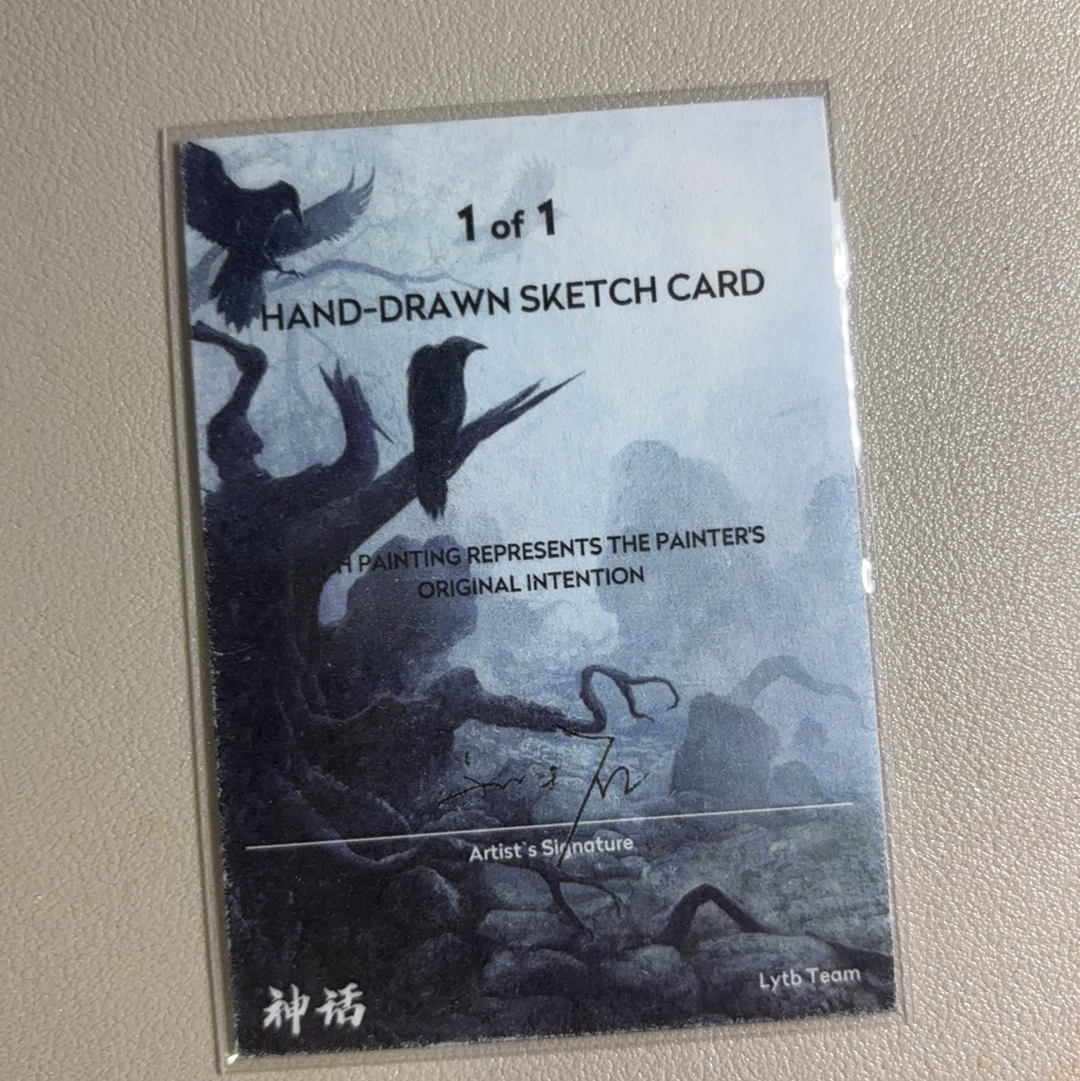 1 of 1
HAND-DRAWN SKETCH CARD
H PAINTING REPRESENTS THE PAINTER'S
ORIGINAL INTENTION
Artist`s Signature
Lytb Team
神话